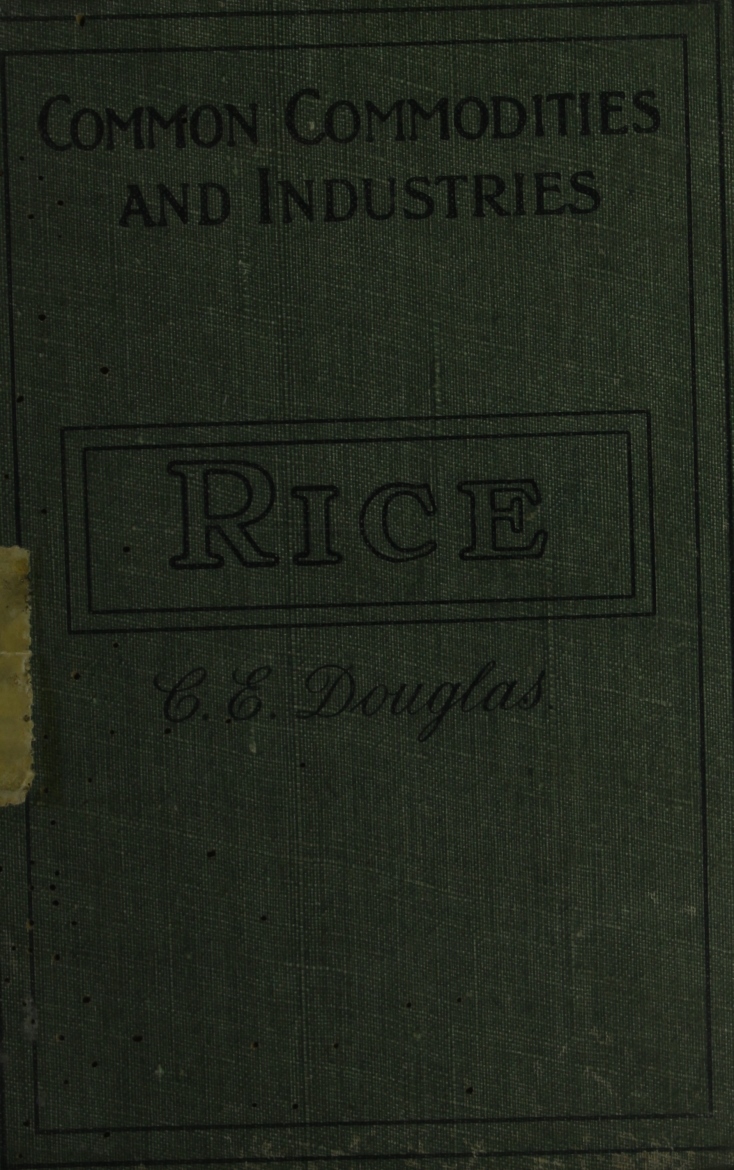 Common Commodities
and Industries
Rice
C. E. Douglas.